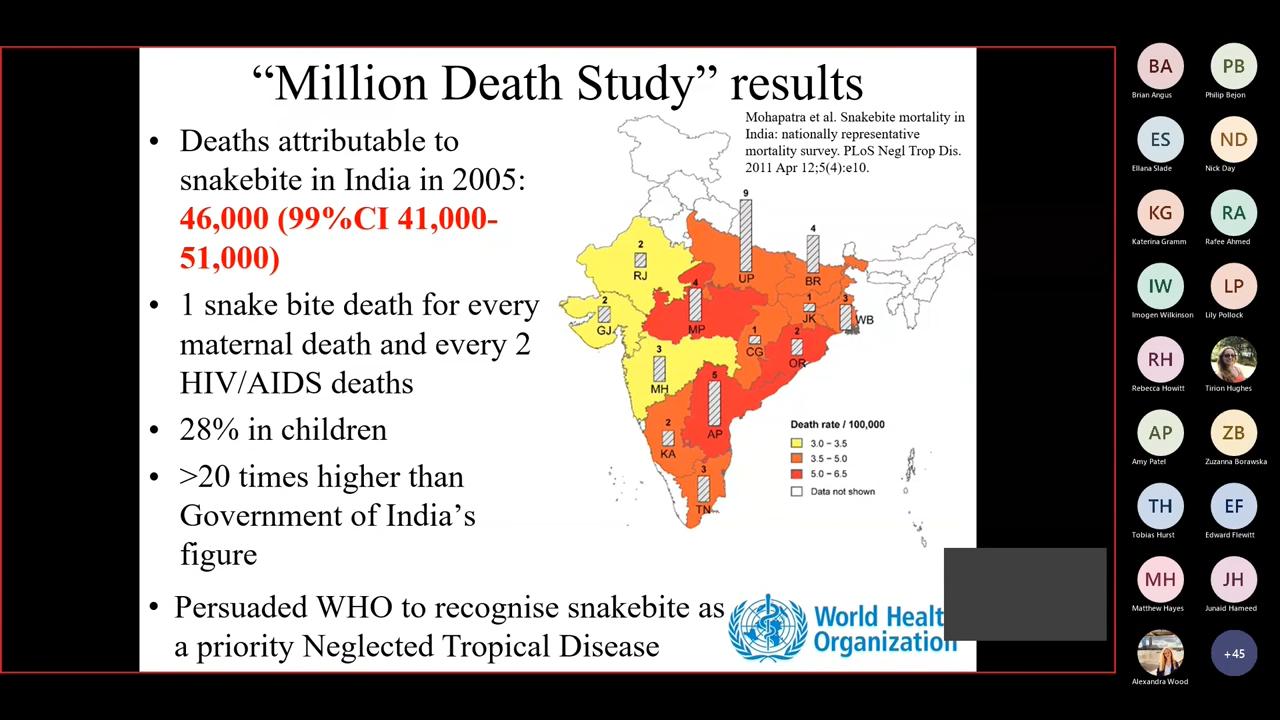 “Million Death Study” results
• Deaths attributable to
snakebite in India in 2005:
46,000 (99%CI 41,000-
51,000)
• 1 snake bite death for every
maternal death and every 2
HIV/AIDS deaths
• 28% in children
• >20 times higher than
Government of India’s
figure
• Persuaded WHO to recognise snakebite as
a priority Neglected Tropical Disease
Mohapatra et al. Snakebite mortality in
India: nationally representative
mortality survey. PLoS Negl Trop Dis.
2011 Apr 12;5(4):e10.
9
UP
4
BR
2
RJ
4
MP
2
GJ
1
JK
3
WB
1
CG
2
OR
3
MH
5
AP
2
KA
3
TN
Death rate / 100,000
3.0 – 3.5
3.5 – 5.0
5.0 – 6.5
Data not shown
World Healt
Organization
BA PB
Brian Angus Philip Bejon
ES ND
Ellana Slade Nick Day
KG RA
Katerina Gramm Rafee Ahmed
IW LP
Imogen Wilkinson Lily Pollock
RH
Rebecca Howitt Tirion Hughes
AP ZB
Amy Patel Zuzanna Borawska
TH EF
Tobias Hurst Edward Flewitt
MH JH
Matthew Hayes Junaid Hameed
+45
Alexandra Wood